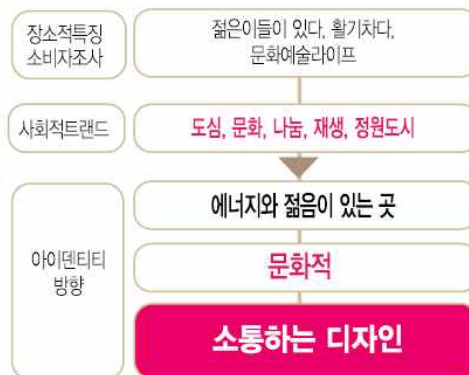 장소적특징
소비자조사
젊은이들이 있다, 활기차다,
문화예술라이프
사회적트랜드
도심, 문화, 나눔, 재생, 정원도시
에너지와 젊음이 있는 곳
아이덴티티
방향
문화적
소통하는 디자인